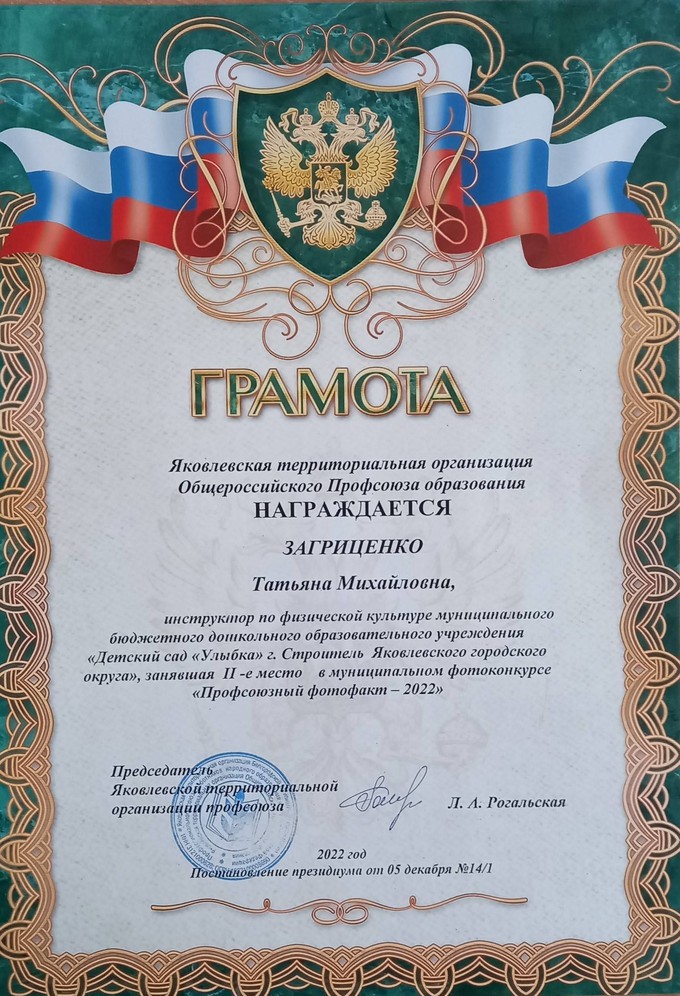 ГРАМОТА
Яковлевская территориальная организация
Общероссийского Профсоюза образования
НАГРАЖДАЕТСЯ
ЗАГРИЦЕНКО
Татьяна Михайловна,
инструктор по физической культуре муниципального
бюджетного дошкольного образовательного учреждения
«Детский сад «Улыбка» г. Строитель Яковлевского городского
округа», занявшая II -е место в муниципальном фотоконкурсе
«Профсоюзный фотофакт – 2022»
Председатель
Яковлевской территориальной
организации профсоюза
Л. А. Рогальская
2022 год
Постановление президиума от 05 декабря №14/1